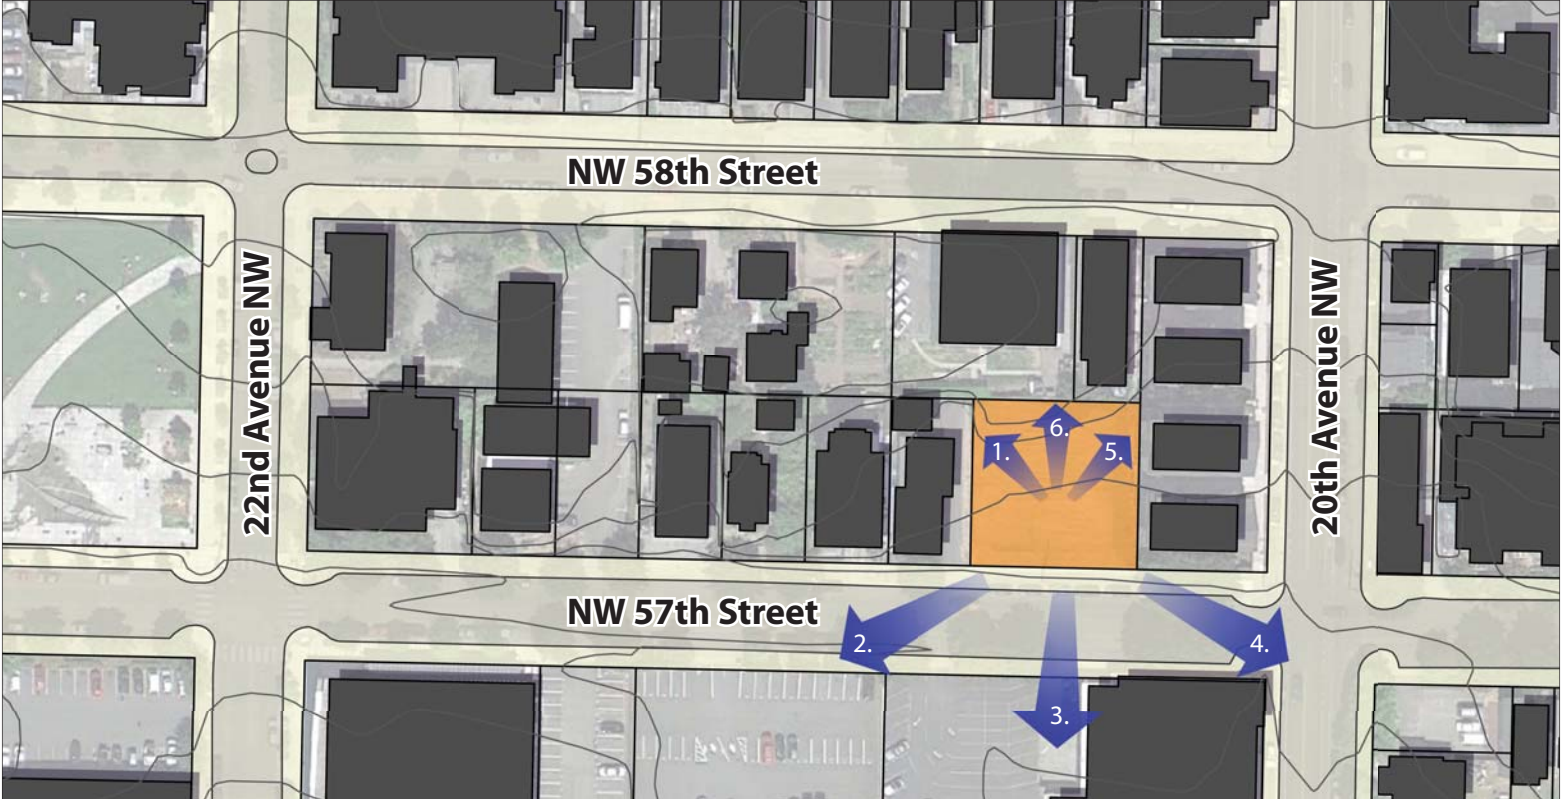 NW 58th Street
22nd Avenue NW
20th Avenue NW
1.
6.
5.
NW 57th Street
2.
4.
3.